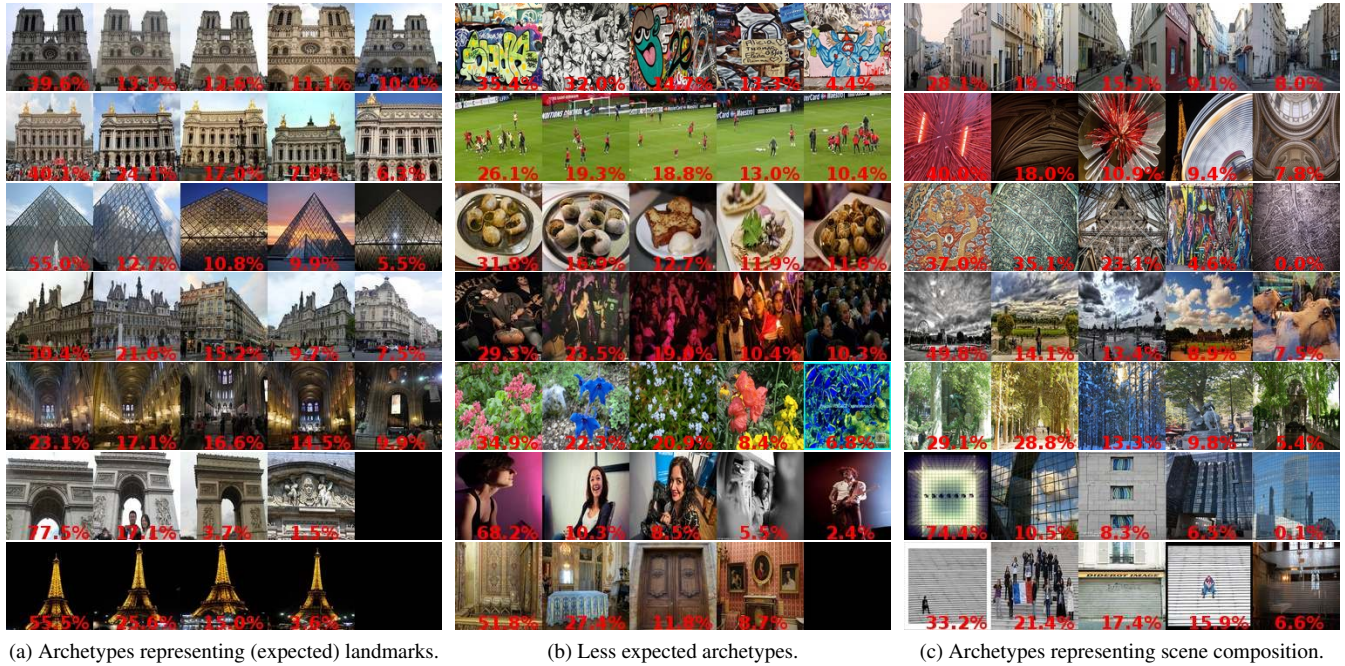 39.6% 13.5% 13.6% 11.1% 10.4%
40.1% 24.1% 17.0% 7.8% 6.3%
55.0% 12.7% 10.8% 9.9% 5.5%
30.4% 21.6% 15.2% 9.7% 7.5%
23.1% 17.1% 16.6% 14.5% 9.9%
77.5% 17.1% 3.7% 1.5%
55.5% 25.6% 15.0% 3.6%
(a) Archetypes representing (expected) landmarks.
35.4% 32.0% 14.7% 12.3% 4.4%
26.1% 19.3% 18.8% 13.0% 10.4%
31.8% 16.9% 12.7% 11.9% 11.6%
29.3% 23.5% 19.0% 10.4% 10.3%
34.9% 22.3% 20.9% 8.4% 6.8%
68.2% 10.3% 8.5% 5.5% 2.4%
51.8% 27.4% 11.8% 8.7%
(b) Less expected archetypes.
28.1% 19.5% 15.2% 9.1% 8.0%
40.0% 18.0% 10.9% 9.4% 7.8%
37.0% 35.1% 23.1% 4.6% 0.0%
49.8% 14.1% 13.4% 8.9% 7.5%
29.1% 28.8% 13.3% 9.8% 5.4%
74.4% 10.5% 8.3% 6.5% 0.1%
DIDEROT IMAGE
33.2% 21.4% 17.4% 15.9% 6.6%
(c) Archetypes representing scene composition.